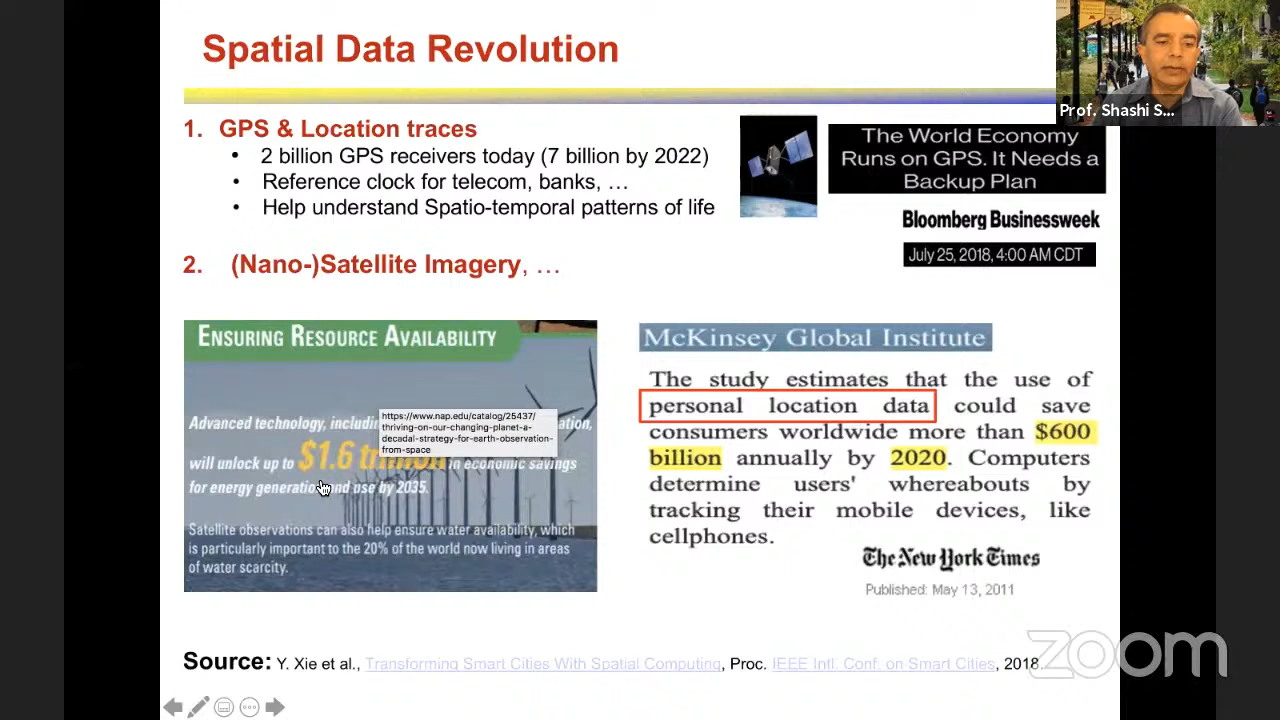 Spatial Data Revolution
Prof. Shashi S...
1. GPS & Location traces
• 2 billion GPS receivers today (7 billion by 2022)
• Reference clock for telecom, banks, …
• Help understand Spatio-temporal patterns of life
The World Economy
Runs on GPS. It Needs a
Backup Plan
Bloomberg Businessweek
July 25, 2018, 4:00 AM CDT
2. (Nano-)Satellite Imagery, …
ENSURING RESOURCE AVAILABILITY
Advanced technology,
https://www.nap.edu/catalog/25437/
thriving-on-our-changing-planet-a-
decadal-strategy-for-earth-observation-
from-space
will unlock up to $1.6 trillion in economic savings
for energy generation and use by 2035.
Satellite observations can also help ensure water availability, which
is particularly important to the 20% of the world now living in areas
of water scarcity.
McKinsey Global Institute
The study estimates that the use of
personal location data could save
consumers worldwide more than $600
billion annually by 2020. Computers
determine users' whereabouts by
tracking their mobile devices, like
cellphones.
The New York Times
Published: May 13, 2011
Source: Y. Xie et al., Transforming Smart Cities With Spatial Computing, Proc. IEEE Intl. Conf. on Smart Cities, 2018.
zoom